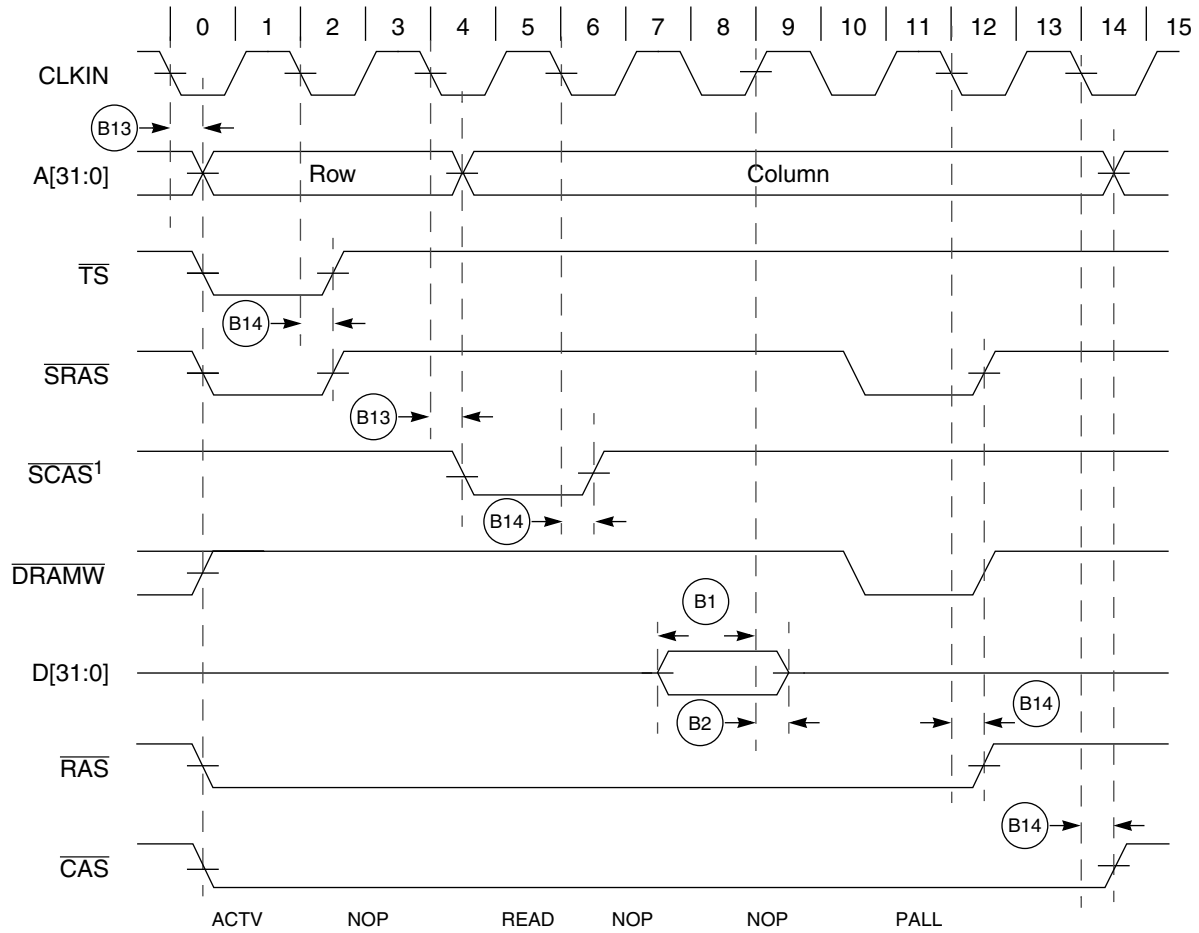 0 1 2 3 4 5 6 7 8 9 10 11 12 13 14 15
CLKIN
B13
A[31:0]
Row
Column
TS
B14
SRAS
B13
SCAS1
B14
DRAMW
B1
D[31:0]
B2
B14
RAS
B14
CAS
ACTV NOP READ NOP NOP PALL